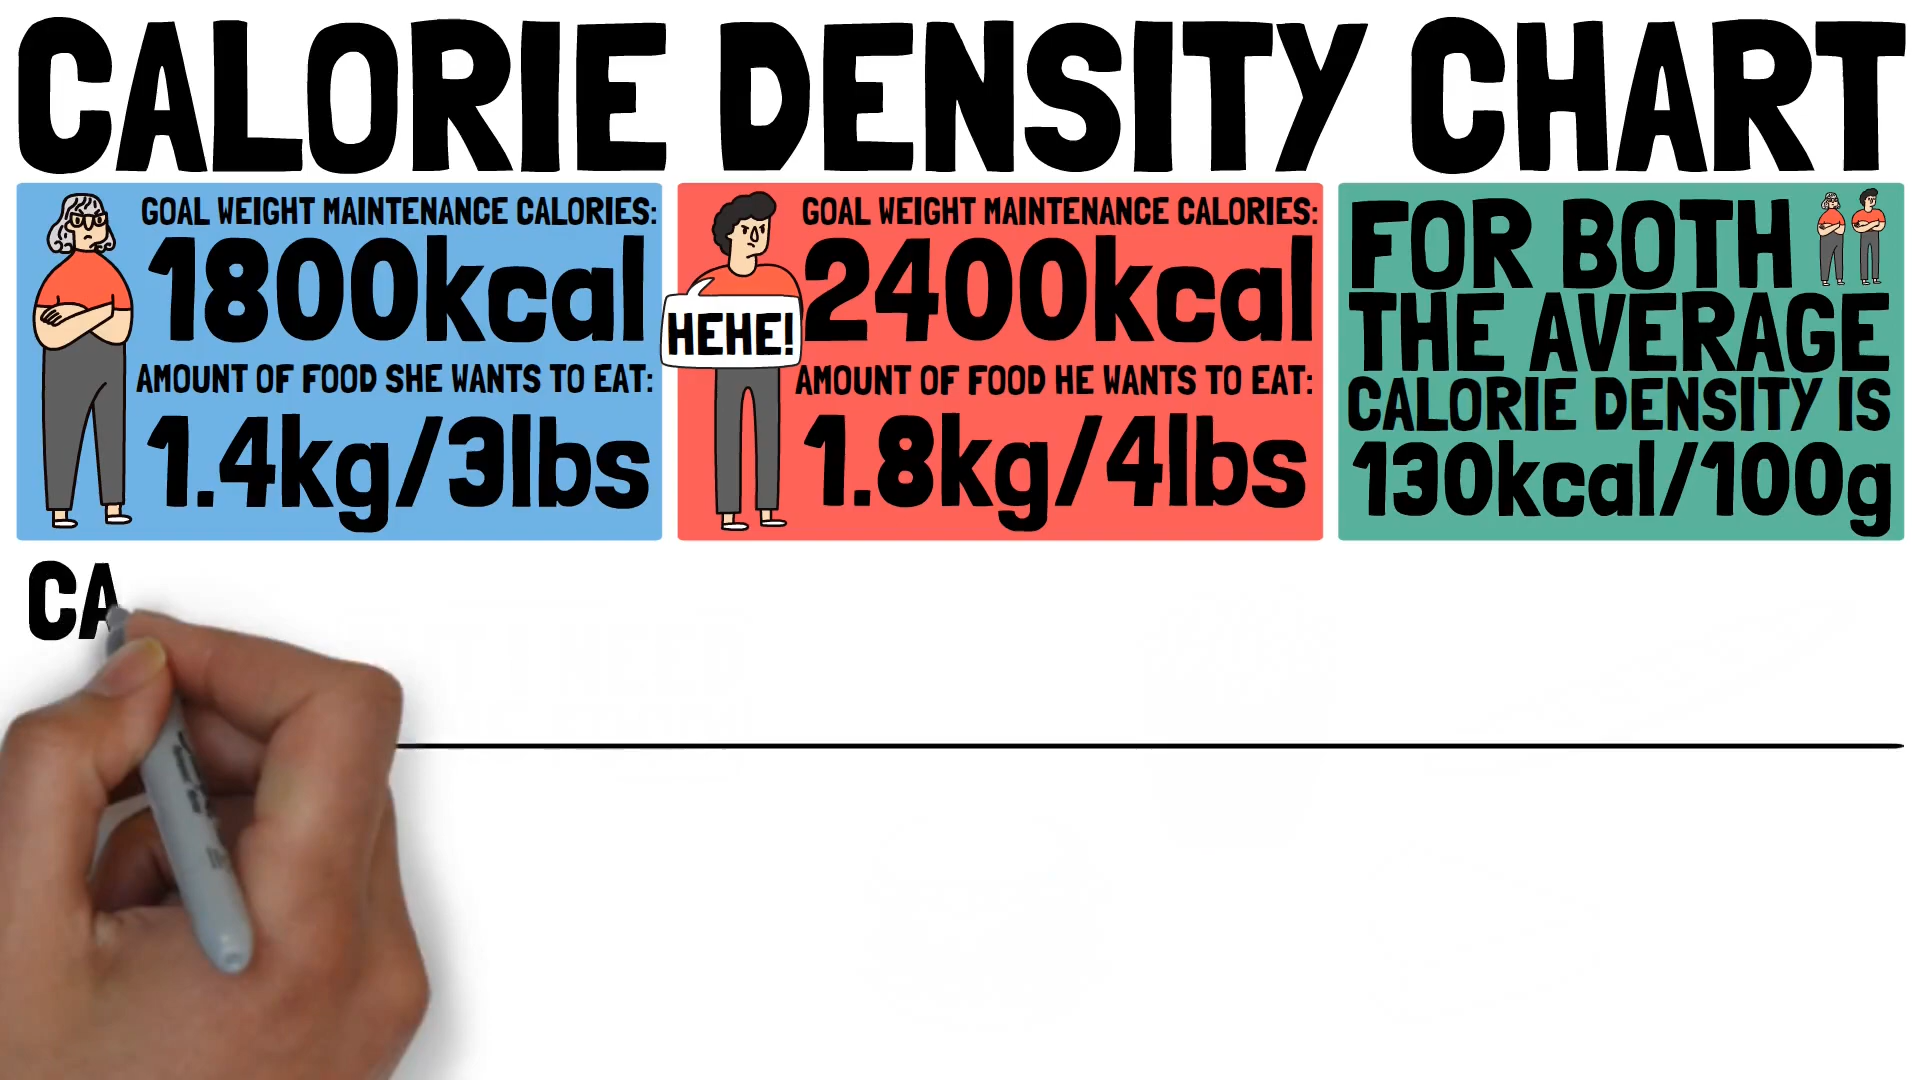 CALORIE DENSITY CHART
GOAL WEIGHT MAINTENANCE CALORIES:
1800kcal
AMOUNT OF FOOD SHE WANTS TO EAT:
1.4kg/3lbs
GOAL WEIGHT MAINTENANCE CALORIES:
HEHE!
2400kcal
AMOUNT OF FOOD HE WANTS TO EAT:
1.8kg/4lbs
FOR BOTH
THE AVERAGE
CALORIE DENSITY IS
130kcal/100g
CA